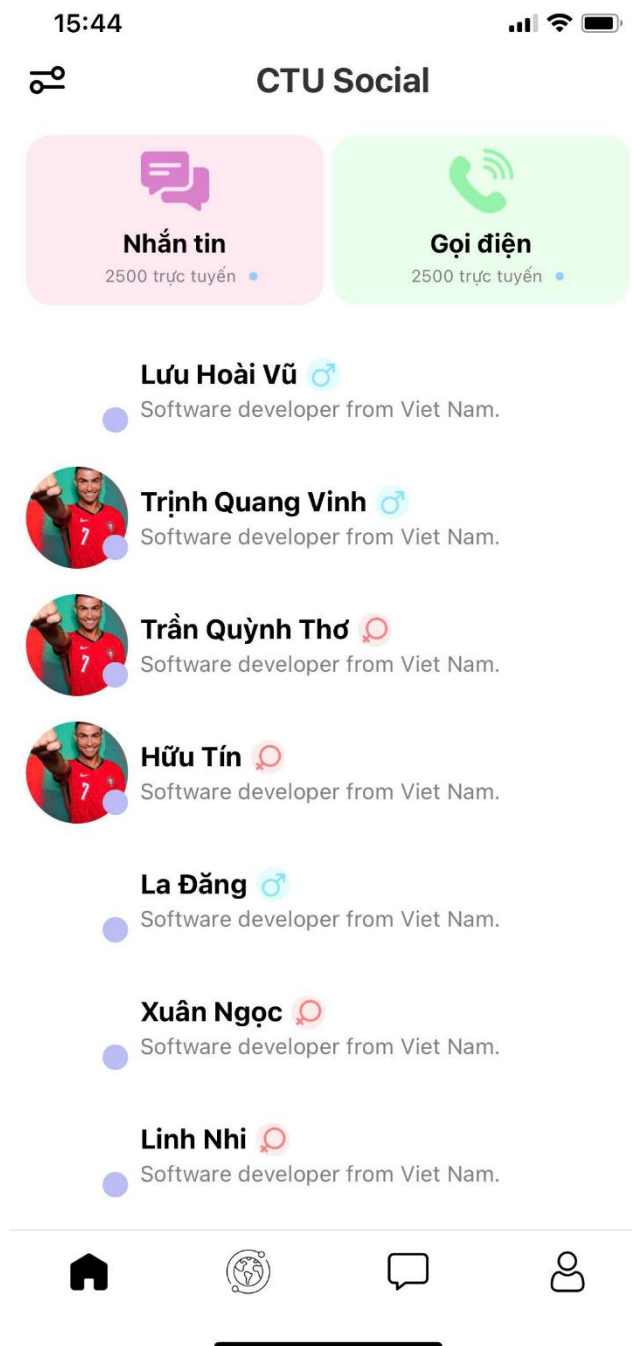 15:44
CTU Social
Nhắn tin
2500 trực tuyến
Gọi điện
2500 trực tuyến
Lưu Hoài Vũ
Software developer from Viet Nam.
7
Trịnh Quang Vinh
Software developer from Viet Nam.
7
Trần Quỳnh Thơ
Software developer from Viet Nam.
7
Hữu Tín
Software developer from Viet Nam.
La Đăng
Software developer from Viet Nam.
Xuân Ngọc
Software developer from Viet Nam.
Linh Nhi
Software developer from Viet Nam.